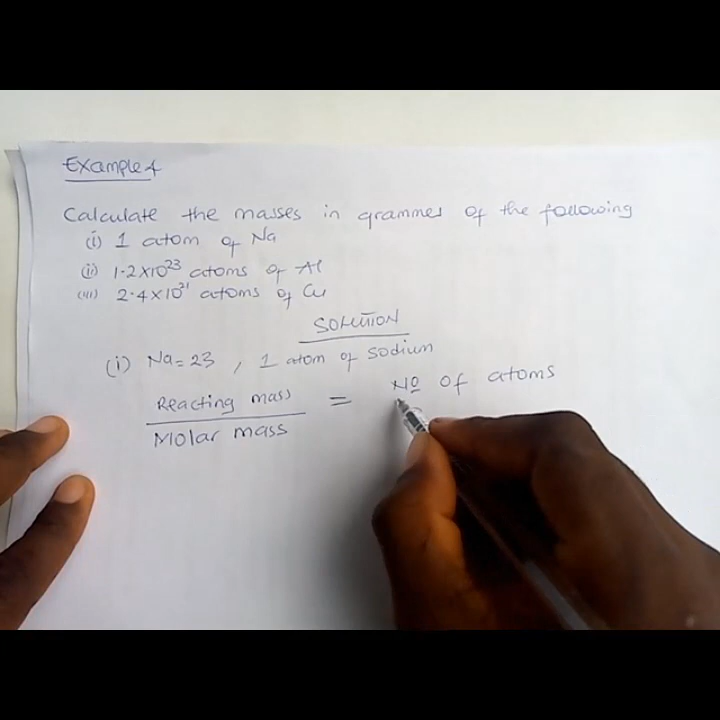 Example 4
Calculate the masses in grammes of the following
(i) 1 atom of Na
(ii) 1.2×10²³ atoms of Al
(iii) 2.4×10²¹ atoms of Cu
SOLUTION
(i) Na = 23 , 1 atom of sodium
Reacting mass = Nº of atoms
Molar mass